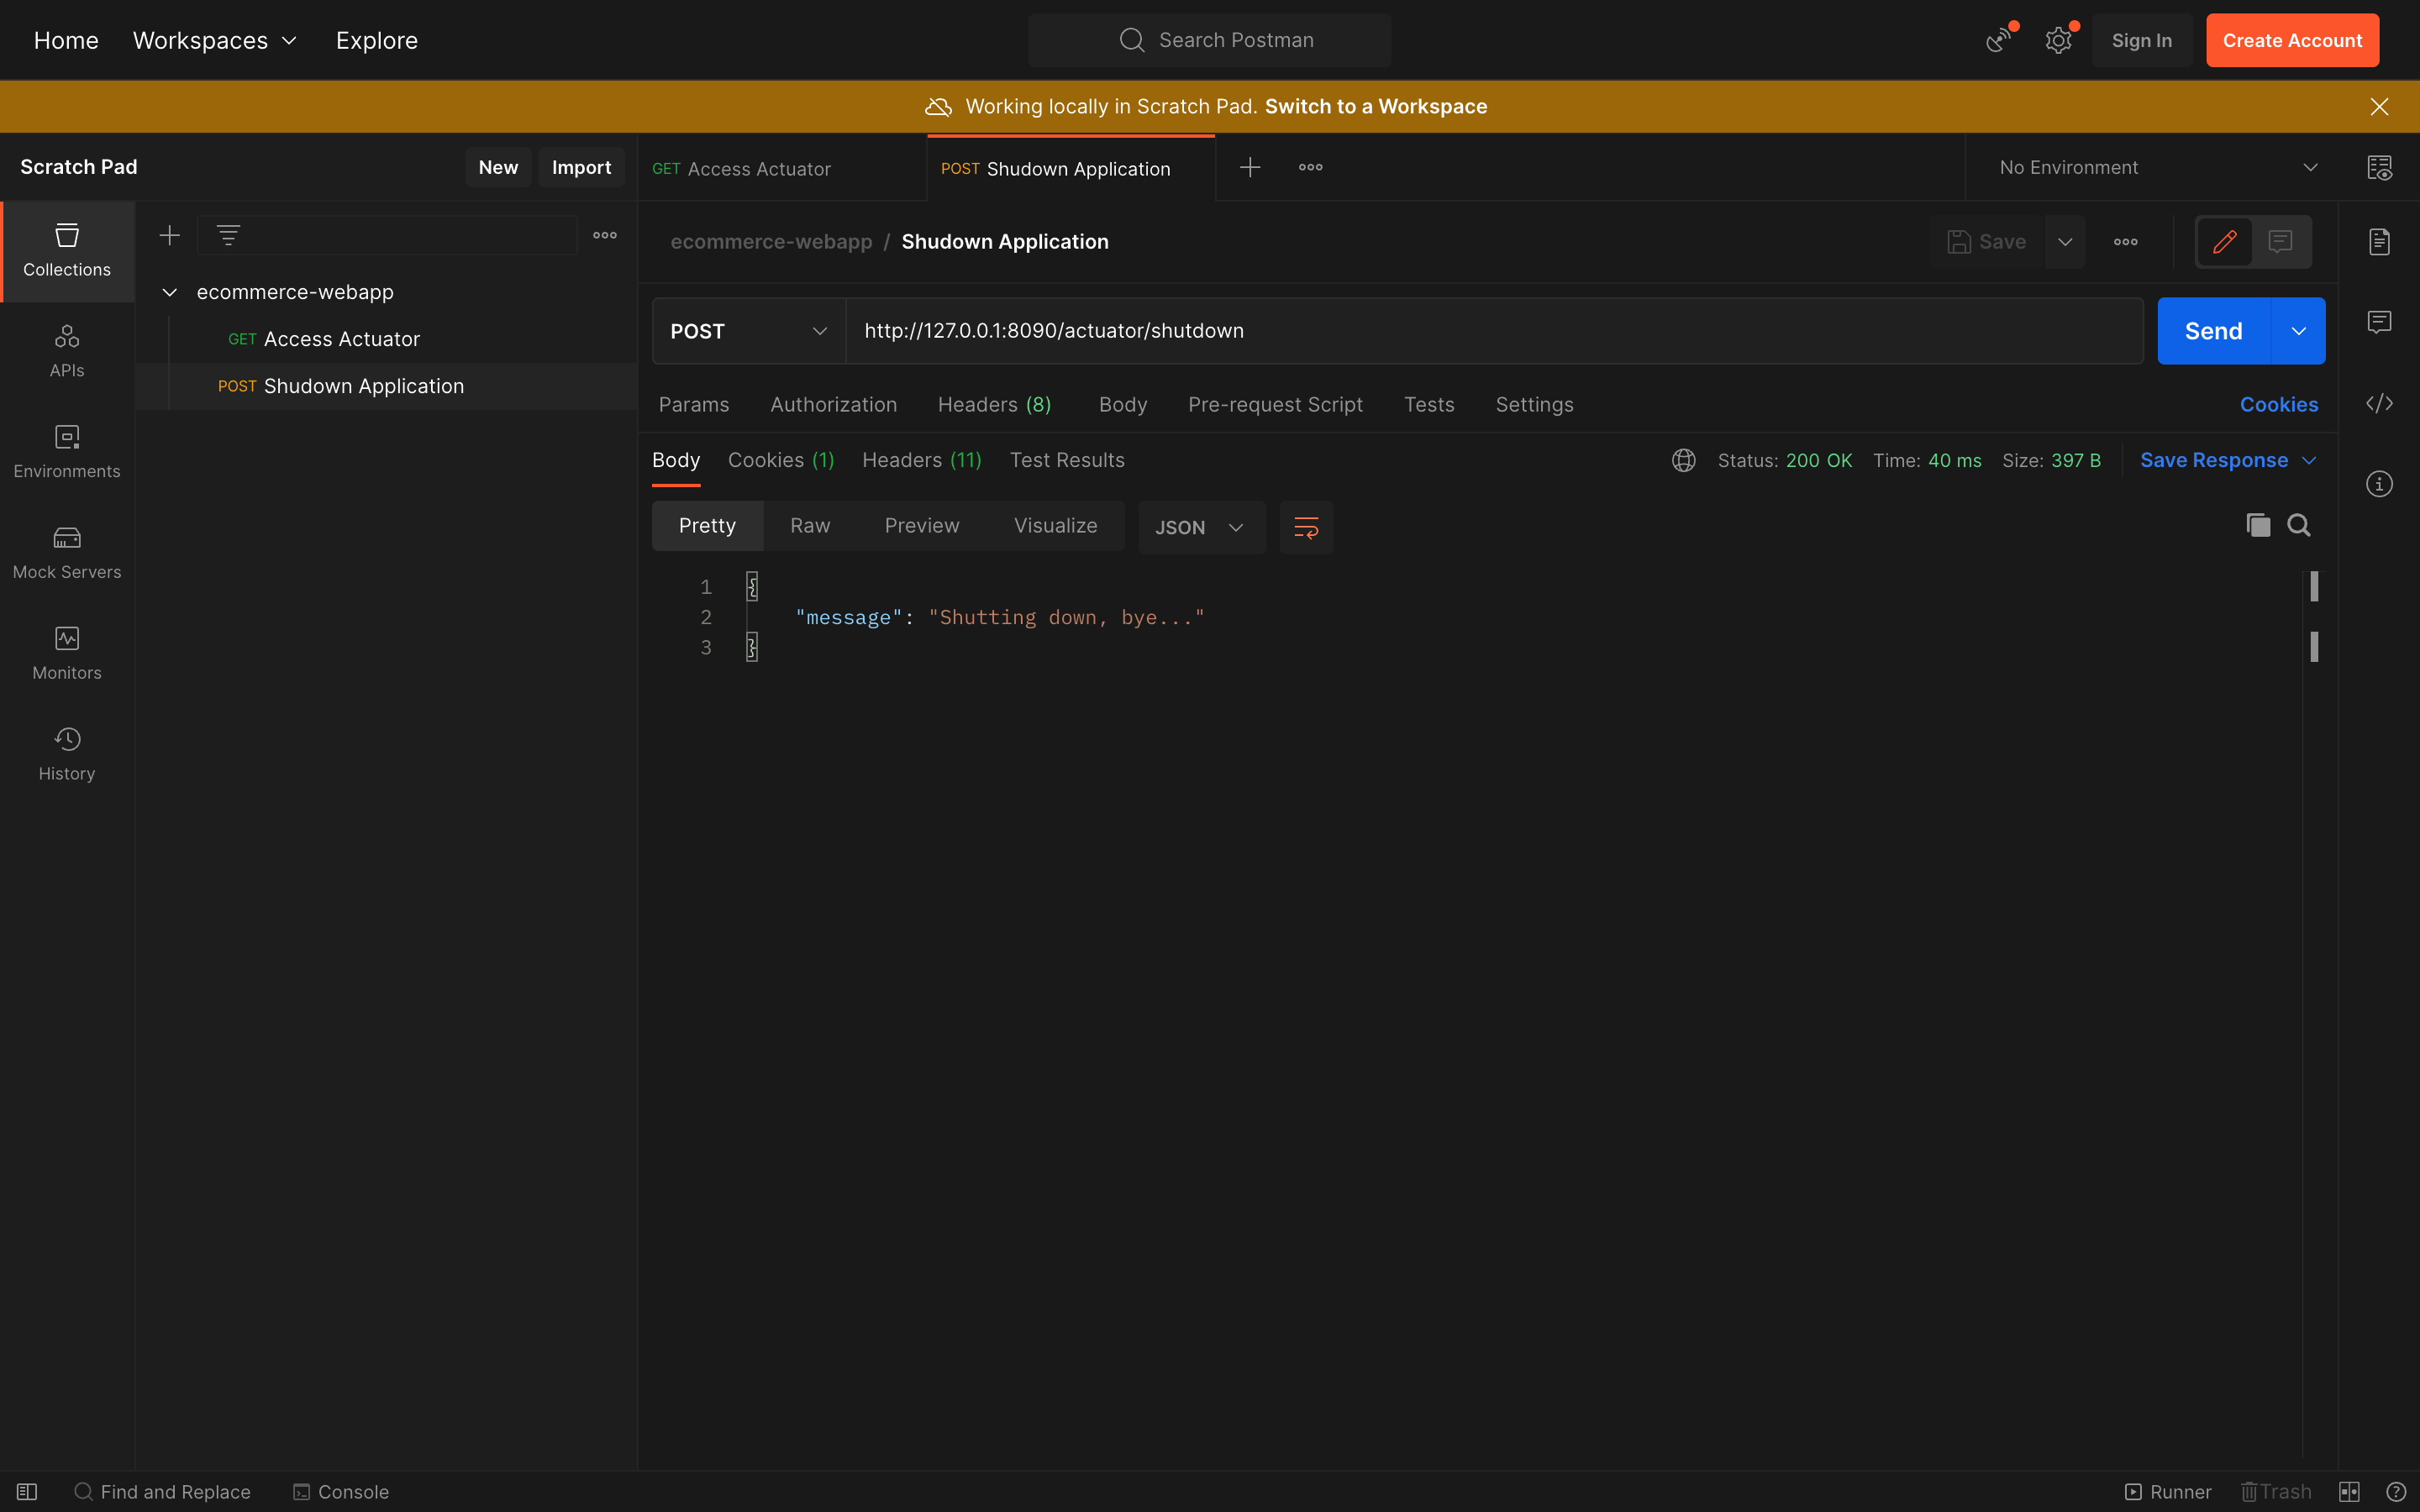 Home Workspaces Explore Search Postman Sign In Create Account
Working locally in Scratch Pad. Switch to a Workspace
Scratch Pad New Import GET Access Actuator POST Shudown Application No Environment
Collections
APIs
Environments
Mock Servers
Monitors
History
ecommerce-webapp
GET Access Actuator
POST Shudown Application
ecommerce-webapp / Shudown Application Save
POST http://127.0.0.1:8090/actuator/shutdown Send
Params Authorization Headers (8) Body Pre-request Script Tests Settings Cookies
Body Cookies (1) Headers (11) Test Results Status: 200 OK Time: 40 ms Size: 397 B Save Response
Pretty Raw Preview Visualize JSON
1 {
2 "message": "Shutting down, bye..."
3 }
Find and Replace Console Runner Trash